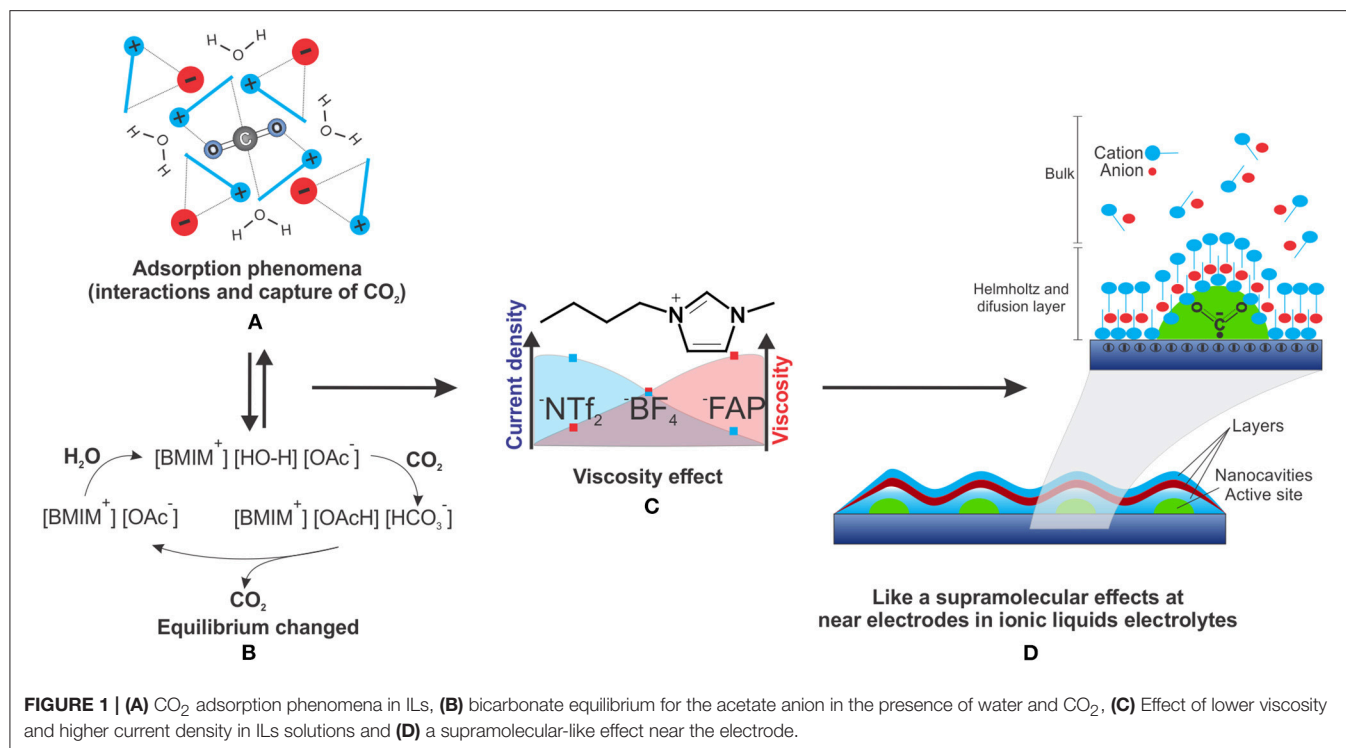 H H
O
+ − + −
H
O
H
+ +
O C O
H
O
H
+ +
− + − +
O
H H
Adsorption phenomena
(interactions and capture of CO₂)
A
H₂O
[BMIM⁺] [HO-H] [OAc⁻]
CO₂
[BMIM⁺] [OAc⁻]
[BMIM⁺] [OAcH] [HCO₃⁻]
CO₂
Equilibrium changed
B
N + N
Current density
Viscosity
⁻NTf₂ ⁻BF₄ ⁻FAP
Viscosity effect
C
Bulk
Cation
Anion
Helmholtz and
difusion layer
O O
C
Layers
Nanocavities
Active site
Like a supramolecular effects at
near electrodes in ionic liquids electrolytes
D
FIGURE 1 | (A) CO₂ adsorption phenomena in ILs, (B) bicarbonate equilibrium for the acetate anion in the presence of water and CO₂, (C) Effect of lower viscosity
and higher current density in ILs solutions and (D) a supramolecular-like effect near the electrode.